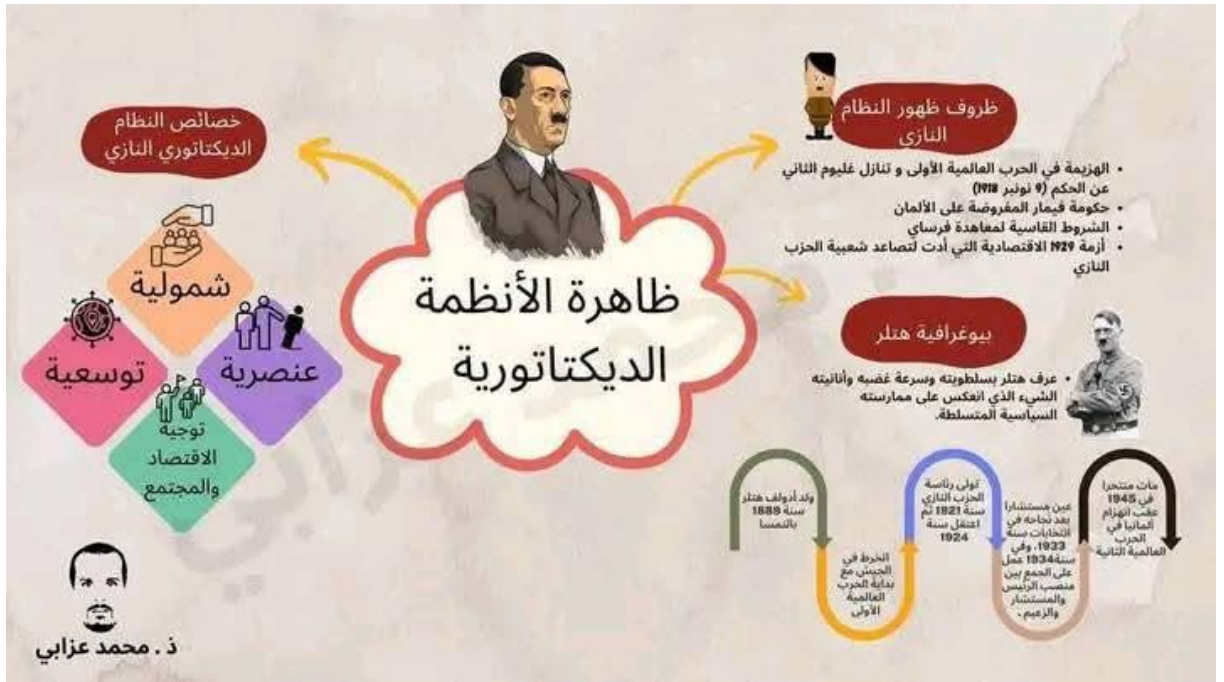 ظاهرة الأنظمة
الديكتاتورية
ظروف ظهور النظام
النازي
• الهزيمة في الحرب العالمية الأولى و تنازل غليوم الثاني
عن الحكم (9 نونبر 1918)
• حكومة فيمار المفروضة على الألمان
• الشروط القاسية لمعاهدة فرساي
• أزمة 1929 الاقتصادية التي أدت لتصاعد شعبية الحزب
النازي
بيوغرافية هتلر
• عرف هتلر بسلطويته وسرعة غضبه وأنانيته
الشيء الذي انعكس على ممارسته
السياسية المتسلطة.
ولد أدولف هتلر
سنة 1889
بالنمسا
انخرط في
الجيش مع
بداية الحرب
العالمية
الأولى
تولى رئاسة
الحزب النازي
سنة 1921 ثم
اعتقل سنة
1924
عين مستشارا
بعد نجاحه في
انتخابات سنة
1933، وفي
سنة 1934 عمل
على الجمع بين
منصب الرئيس
والمستشار
والزعيم .
مات منتحرا
في 1945
عقب انهزام
ألمانيا في
الحرب
العالمية الثانية
خصائص النظام
الديكتاتوري النازي
شمولية
عنصرية
توسعية
توجيه
الاقتصاد
والمجتمع
ذ . محمد عزابي